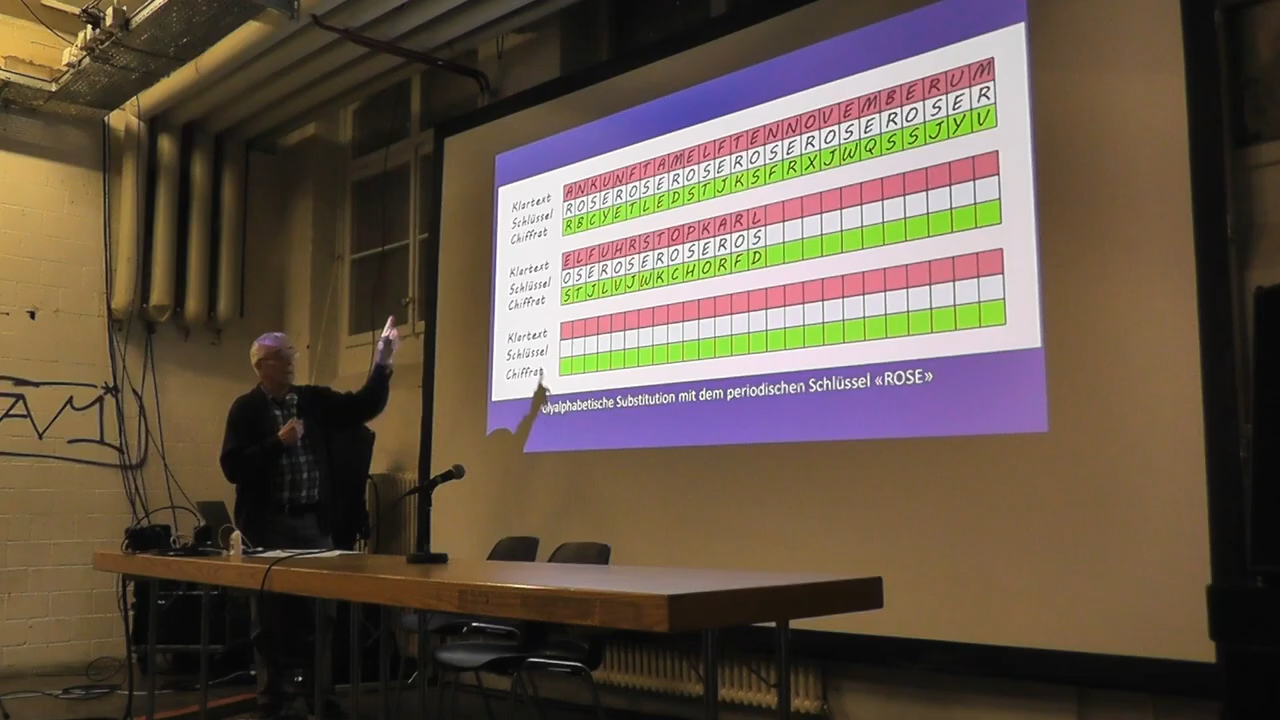 Klartext ANKUNFTAMELFTENNOVEMBERUM
Schlüssel ROSEROSEROSEROSEROSEROSER
Chiffrat RBCYETLEDSTJKSFRXJWQSSJYV
Klartext ELFUHRSTOPKARL
Schlüssel OSEROSEROSEROS
Chiffrat STJLVJWKCHORFD
Klartext
Schlüssel
Chiffrat
olyalphabetische Substitution mit dem periodischen Schlüssel «ROSE»